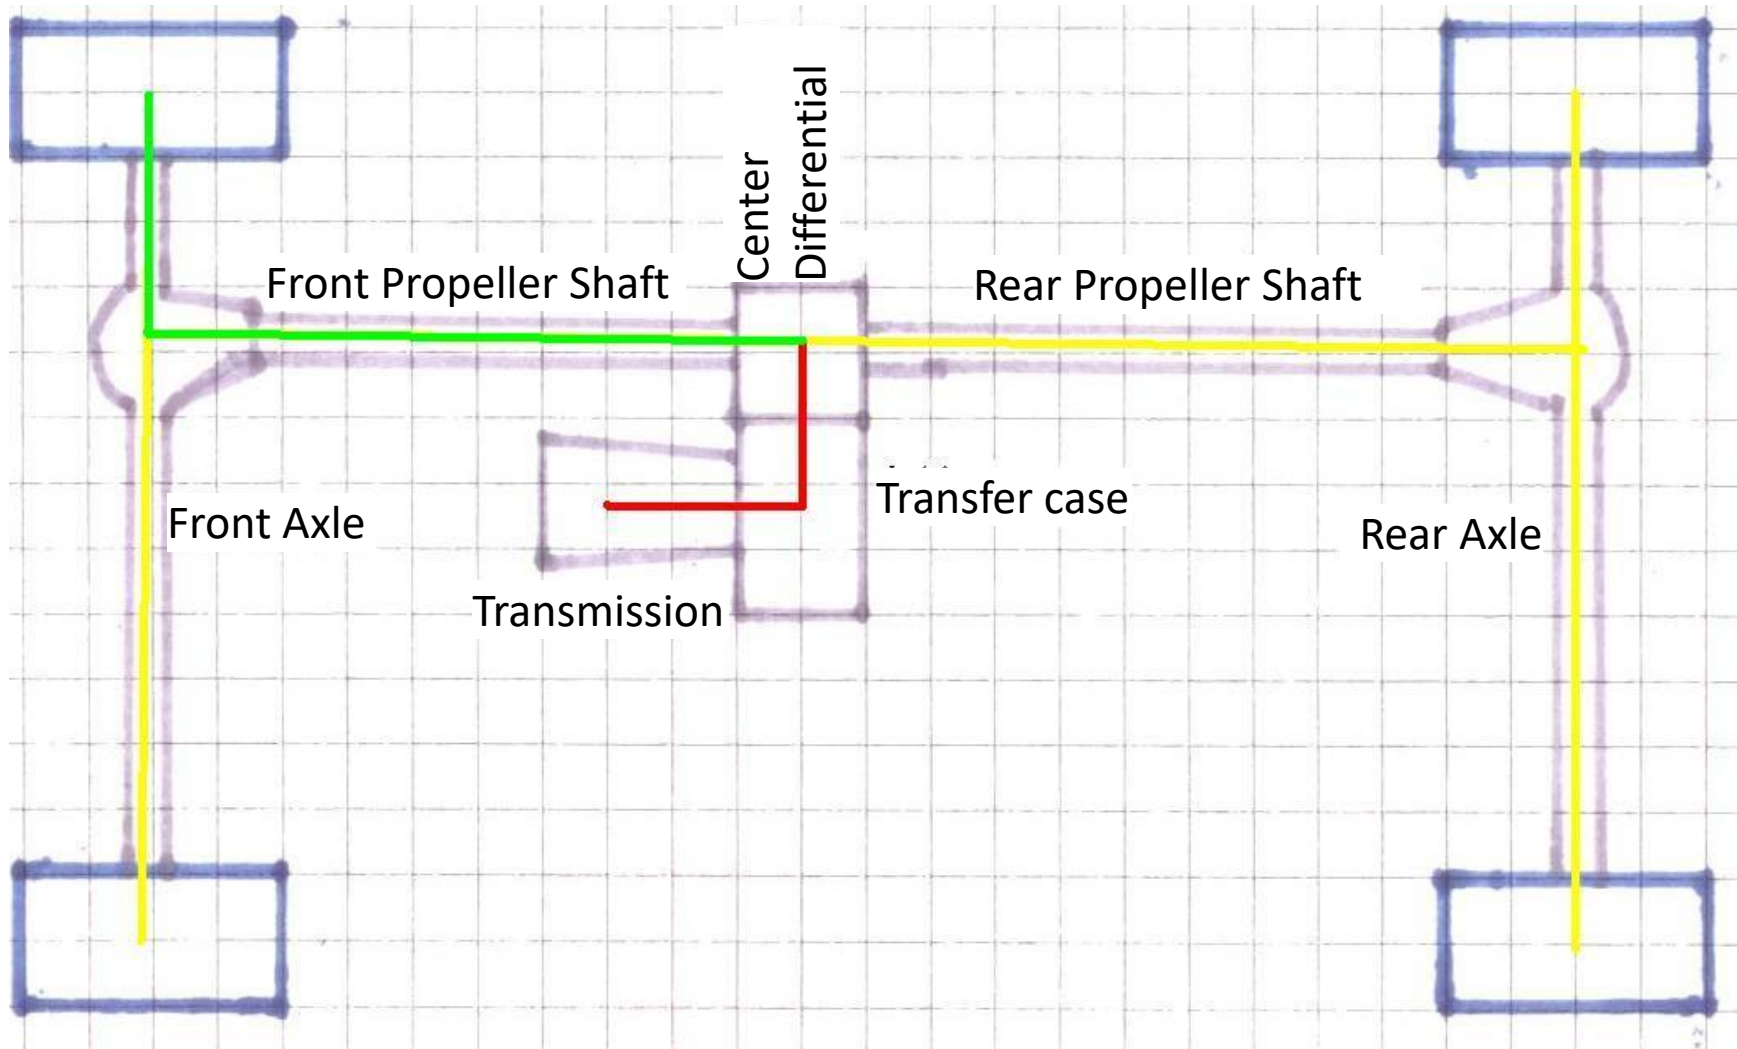 Center
Differential
Front Propeller Shaft
Rear Propeller Shaft
Front Axle
Transfer case
Rear Axle
Transmission